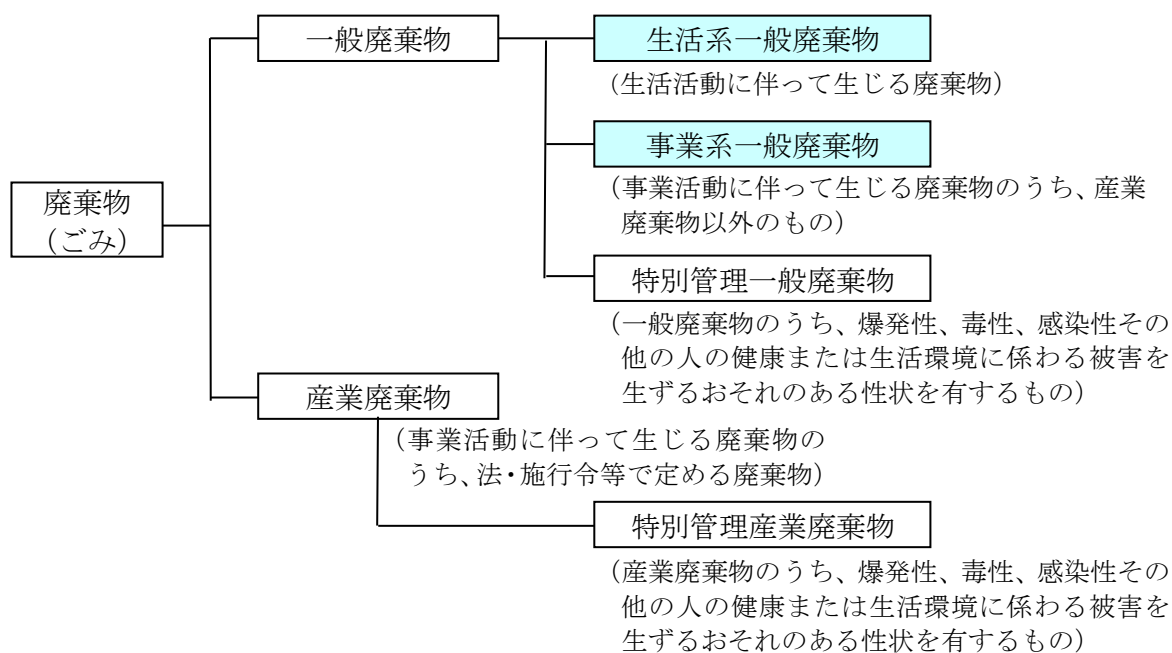 一般廃棄物
生活系一般廃棄物
(生活活動に伴って生じる廃棄物)
事業系一般廃棄物
(事業活動に伴って生じる廃棄物のうち、産業
廃棄物以外のもの)
廃棄物
(ごみ)
特別管理一般廃棄物
(一般廃棄物のうち、爆発性、毒性、感染性その
他の人の健康または生活環境に係わる被害を
生ずるおそれのある性状を有するもの)
産業廃棄物
(事業活動に伴って生じる廃棄物の
うち、法・施行令等で定める廃棄物)
特別管理産業廃棄物
(産業廃棄物のうち、爆発性、毒性、感染性その
他の人の健康または生活環境に係わる被害を
生ずるおそれのある性状を有するもの)